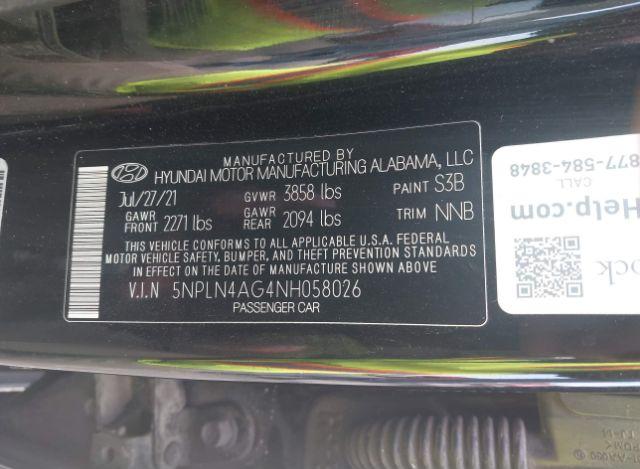 MANUFACTURED BY
HYUNDAI MOTOR MANUFACTURING ALABAMA, LLC
Jul/27/21 GVWR 3858 lbs PAINT S3B
GAWR FRONT 2271 lbs GAWR REAR 2094 lbs TRIM NNB
THIS VEHICLE CONFORMS TO ALL APPLICABLE U.S.A. FEDERAL
MOTOR VEHICLE SAFETY, BUMPER, AND THEFT PREVENTION STANDARDS
IN EFFECT ON THE DATE OF MANUFACTURE SHOWN ABOVE.
V.I.N 5NPLN4AG4NH058026
PASSENGER CAR
877-584-3848
CALL
Help.com
ock